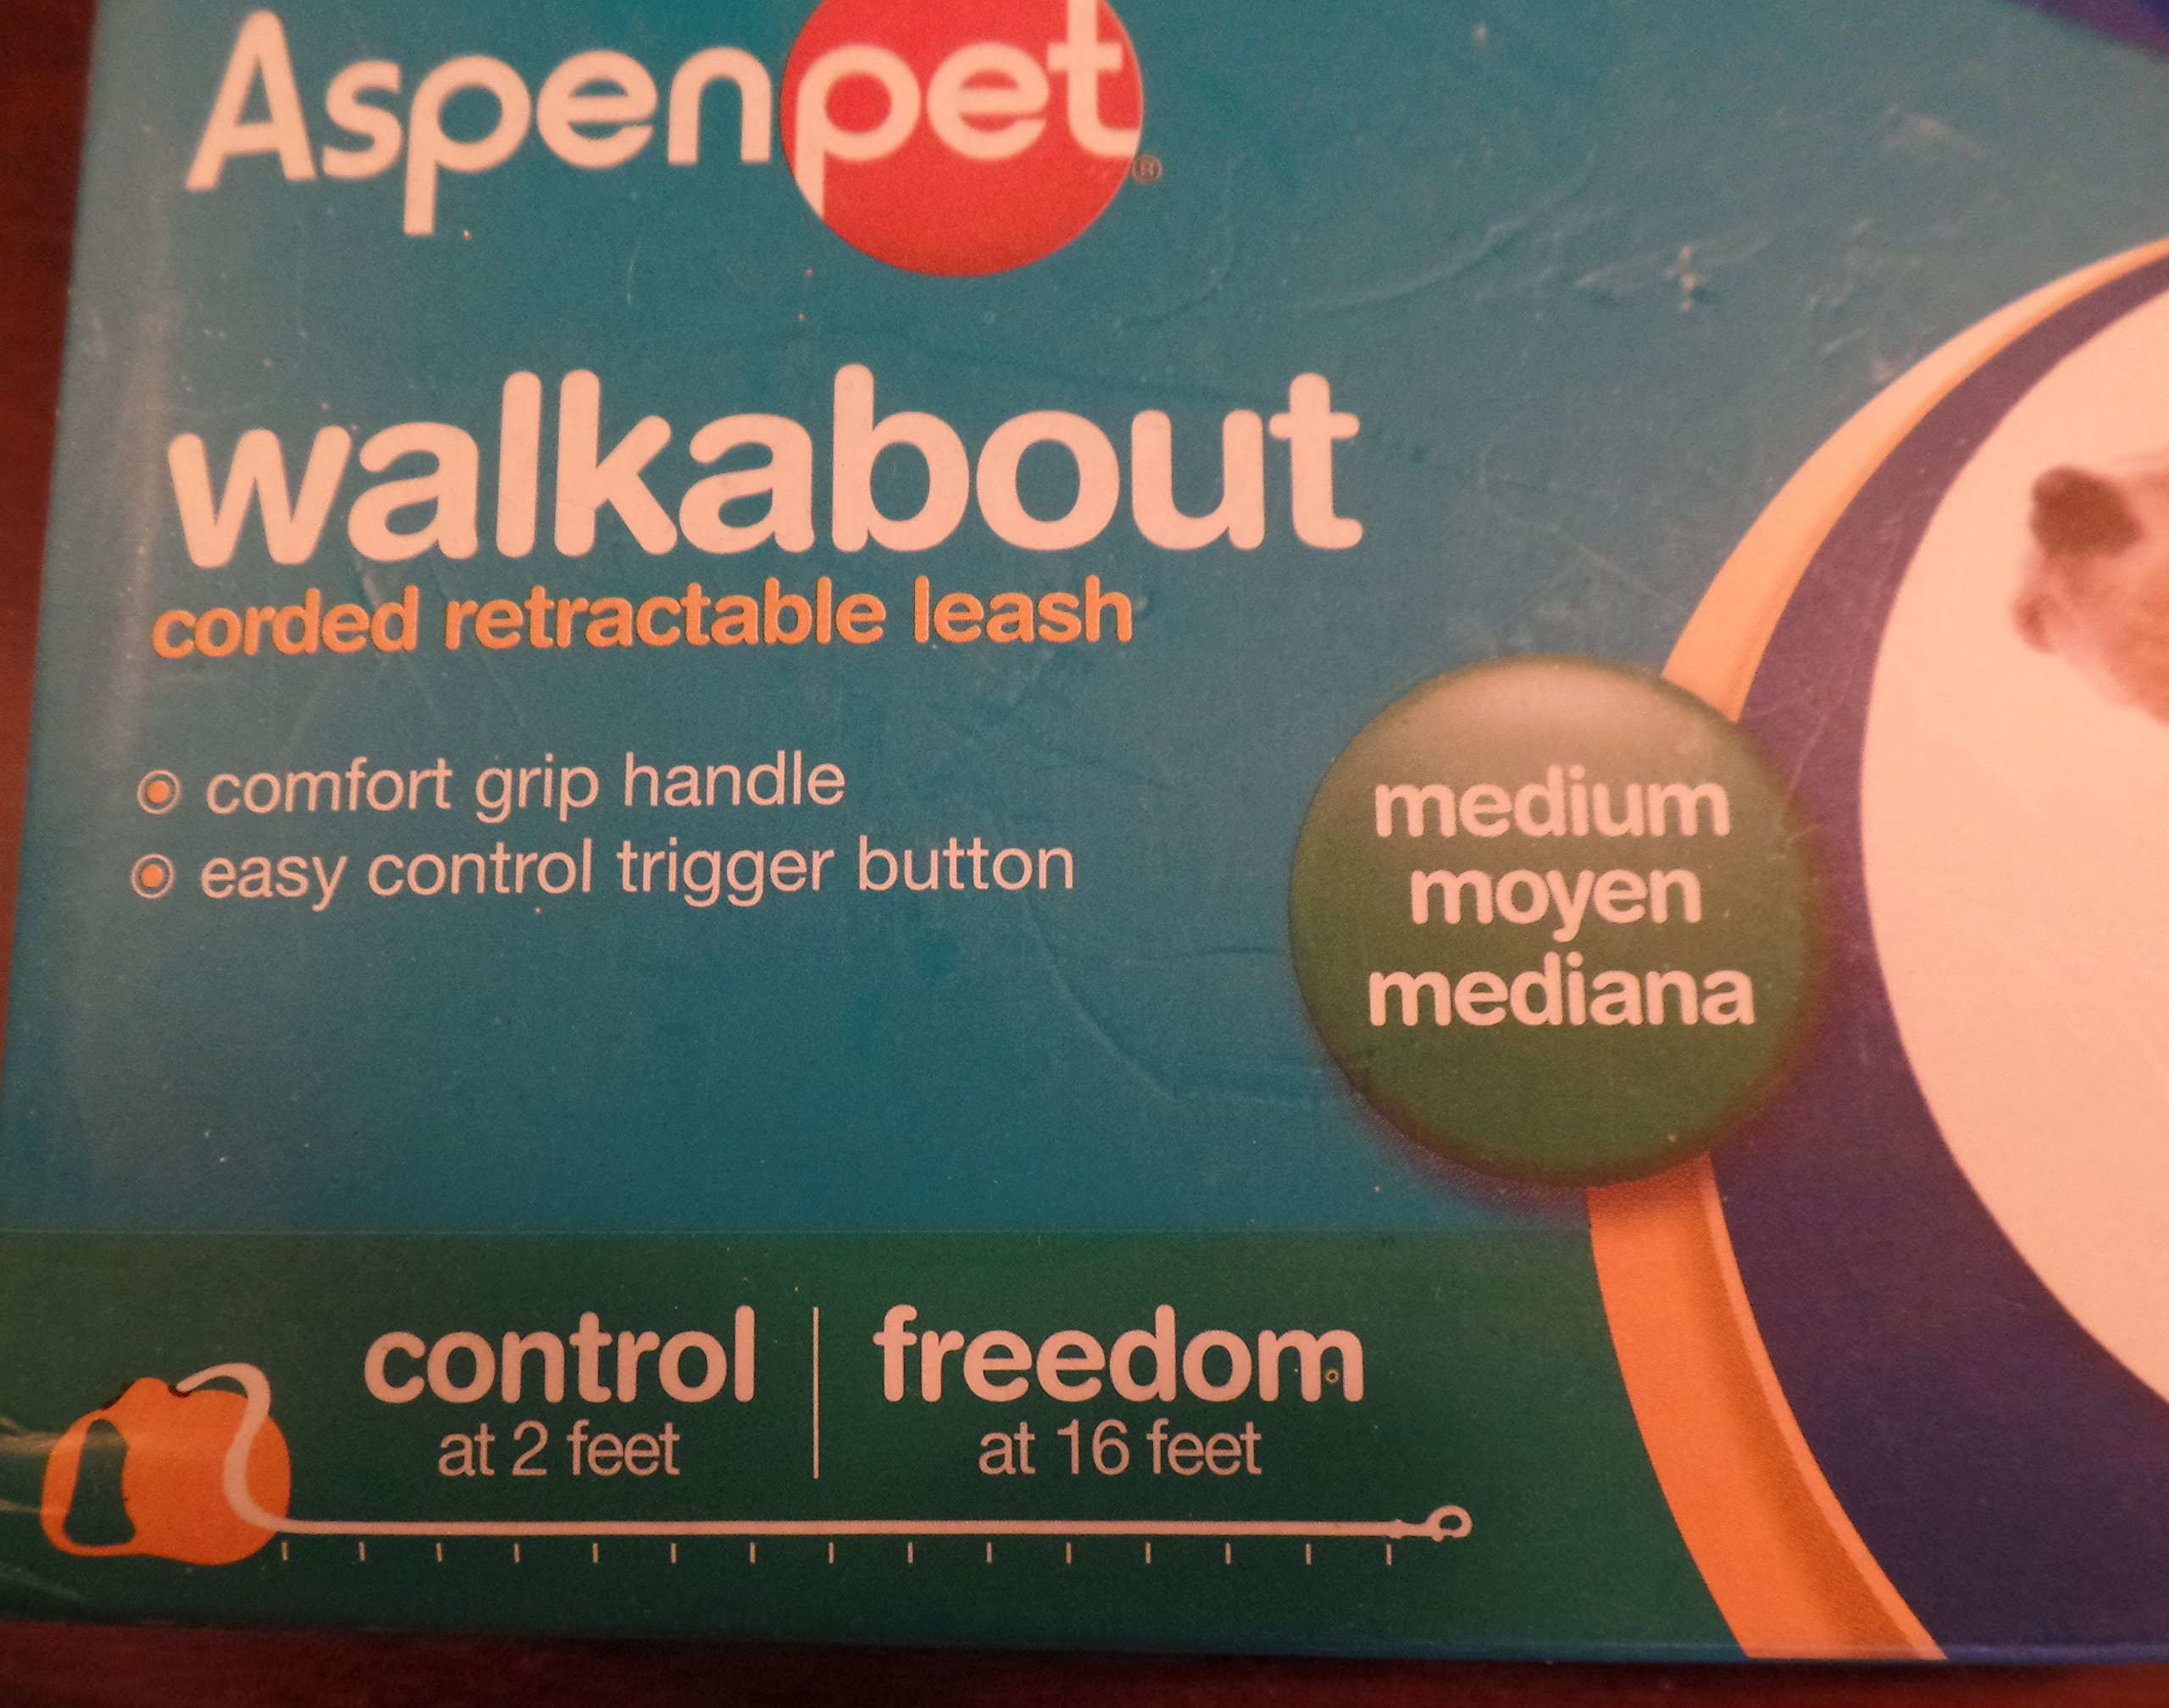 Aspenpet®
walkabout
corded retractable leash
comfort grip handle
easy control trigger button
medium
moyen
mediana
control
at 2 feet
freedom
at 16 feet